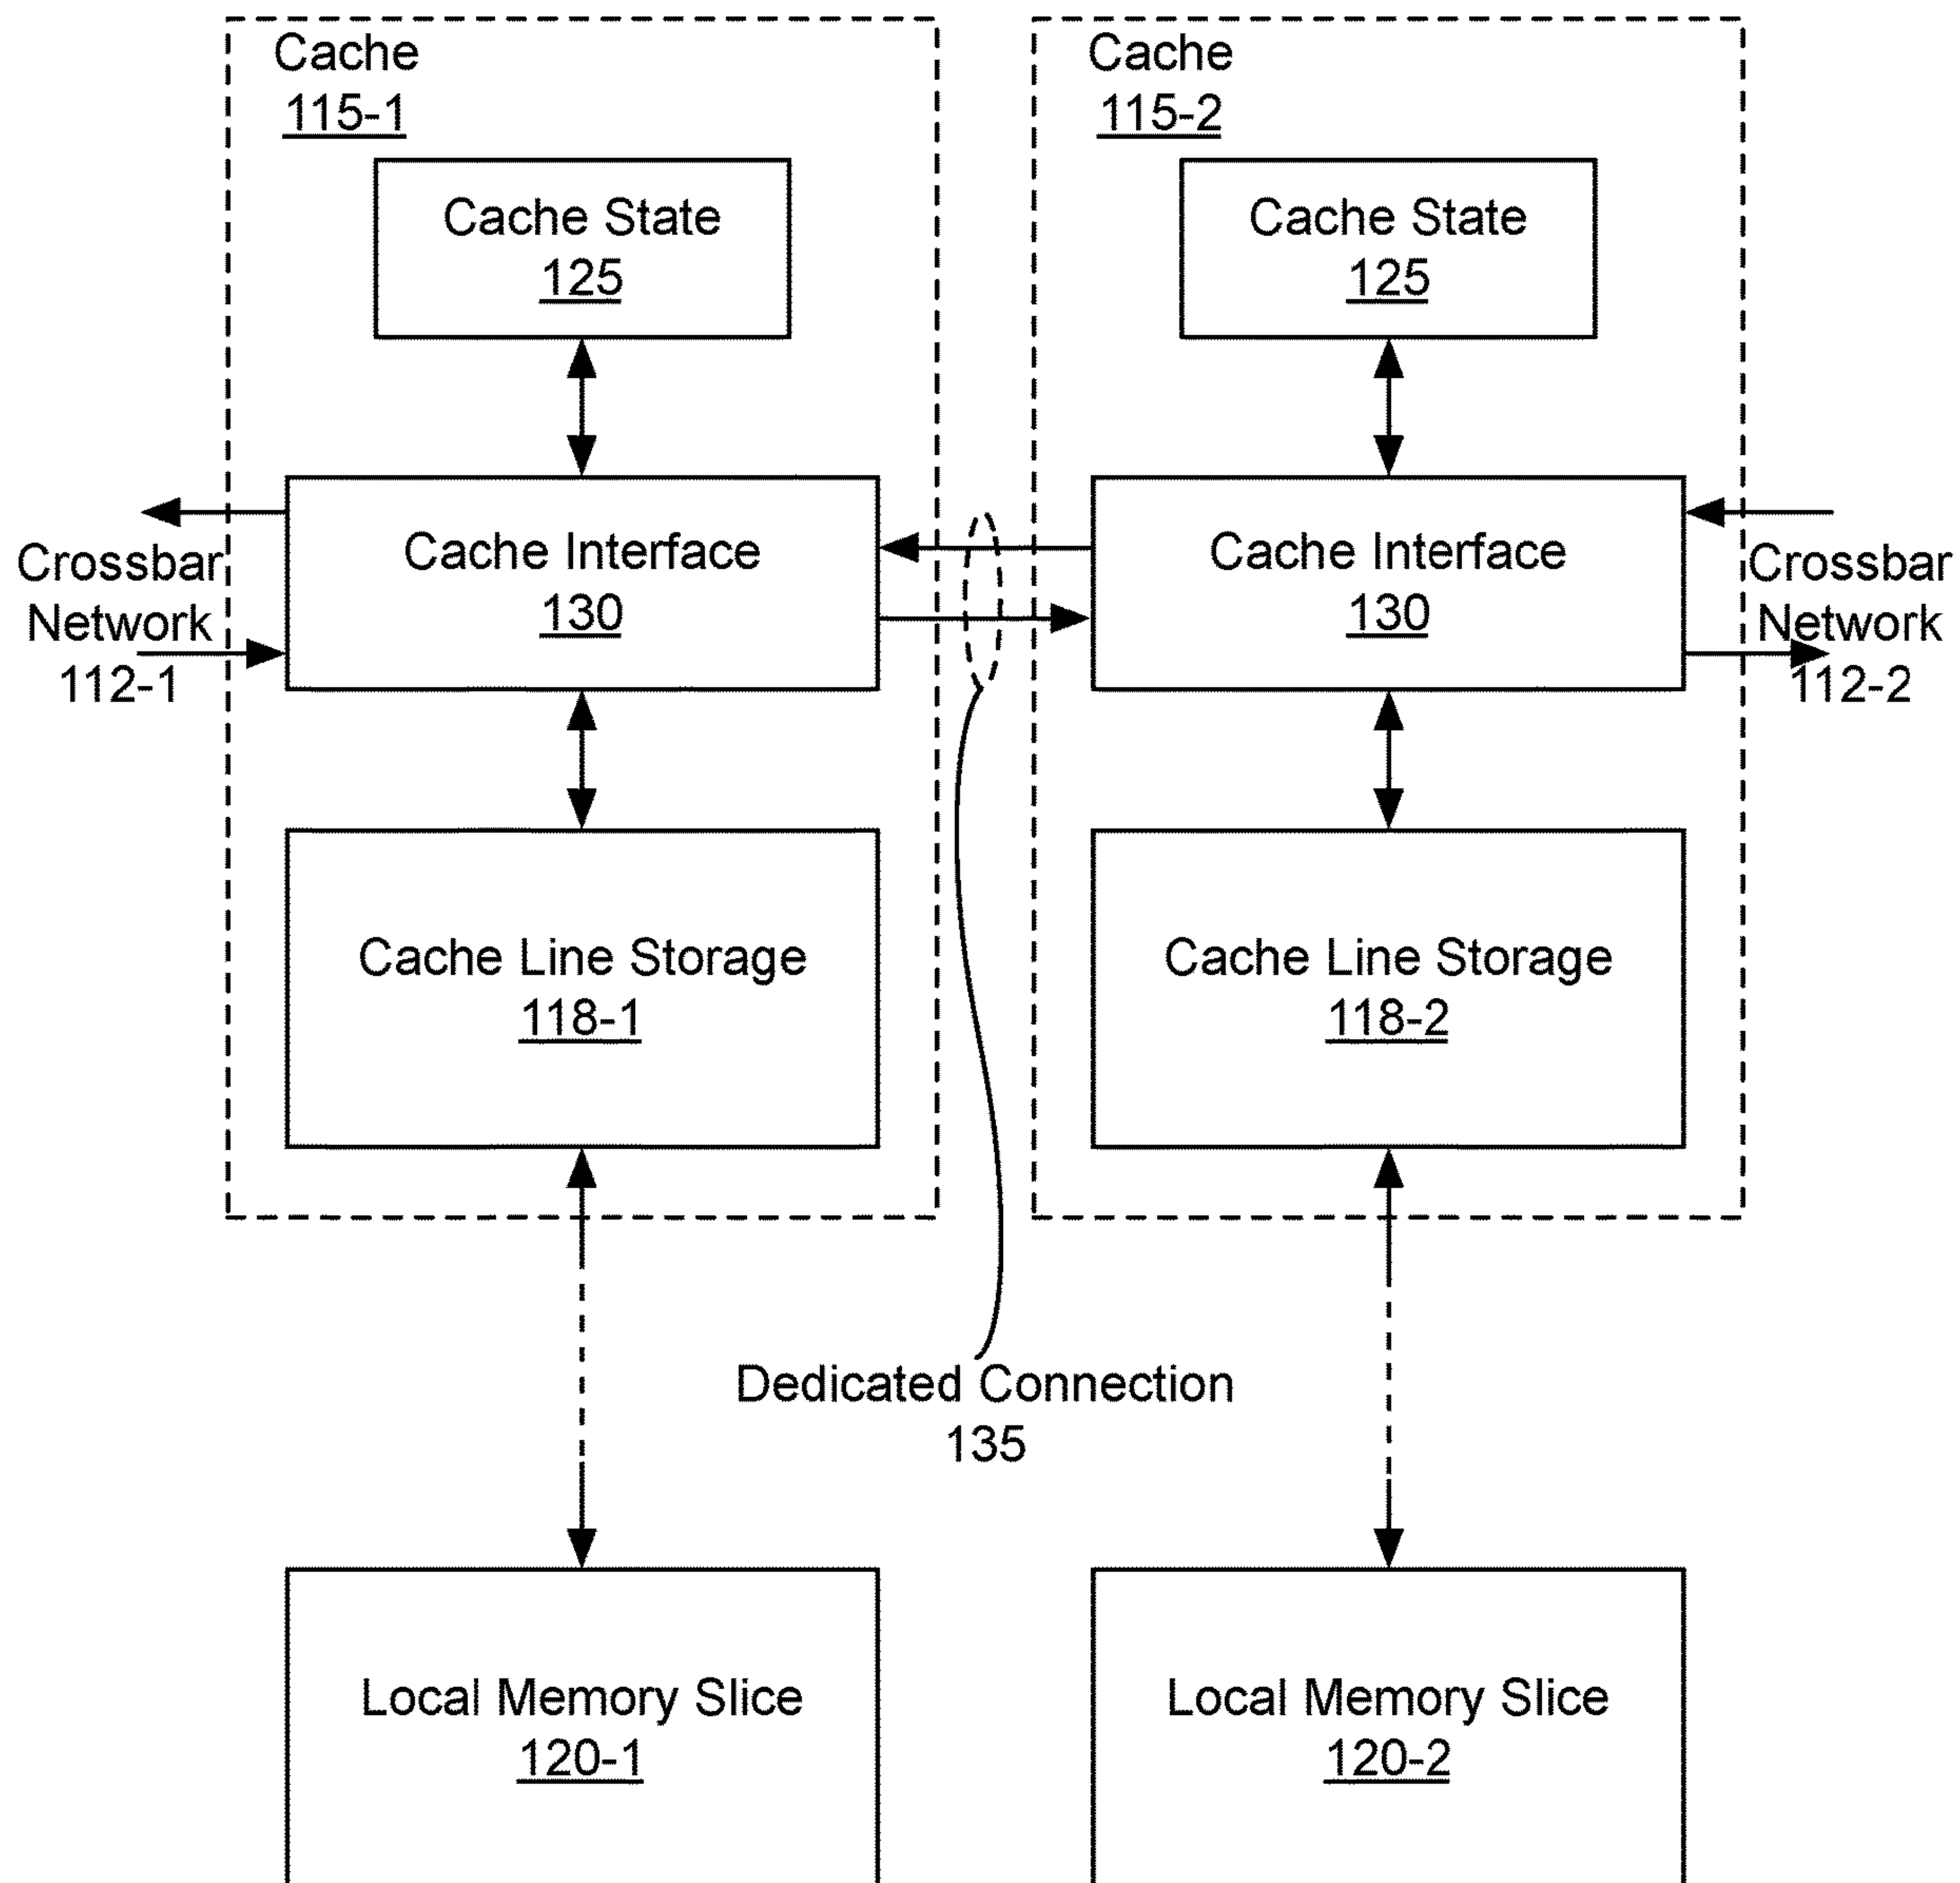 Cache
115-1
Cache
115-2
Cache State
125
Cache State
125
Crossbar
Network
112-1
Cache Interface
130
Cache Interface
130
Crossbar
Network
112-2
Cache Line Storage
118-1
Cache Line Storage
118-2
Dedicated Connection
135
Local Memory Slice
120-1
Local Memory Slice
120-2